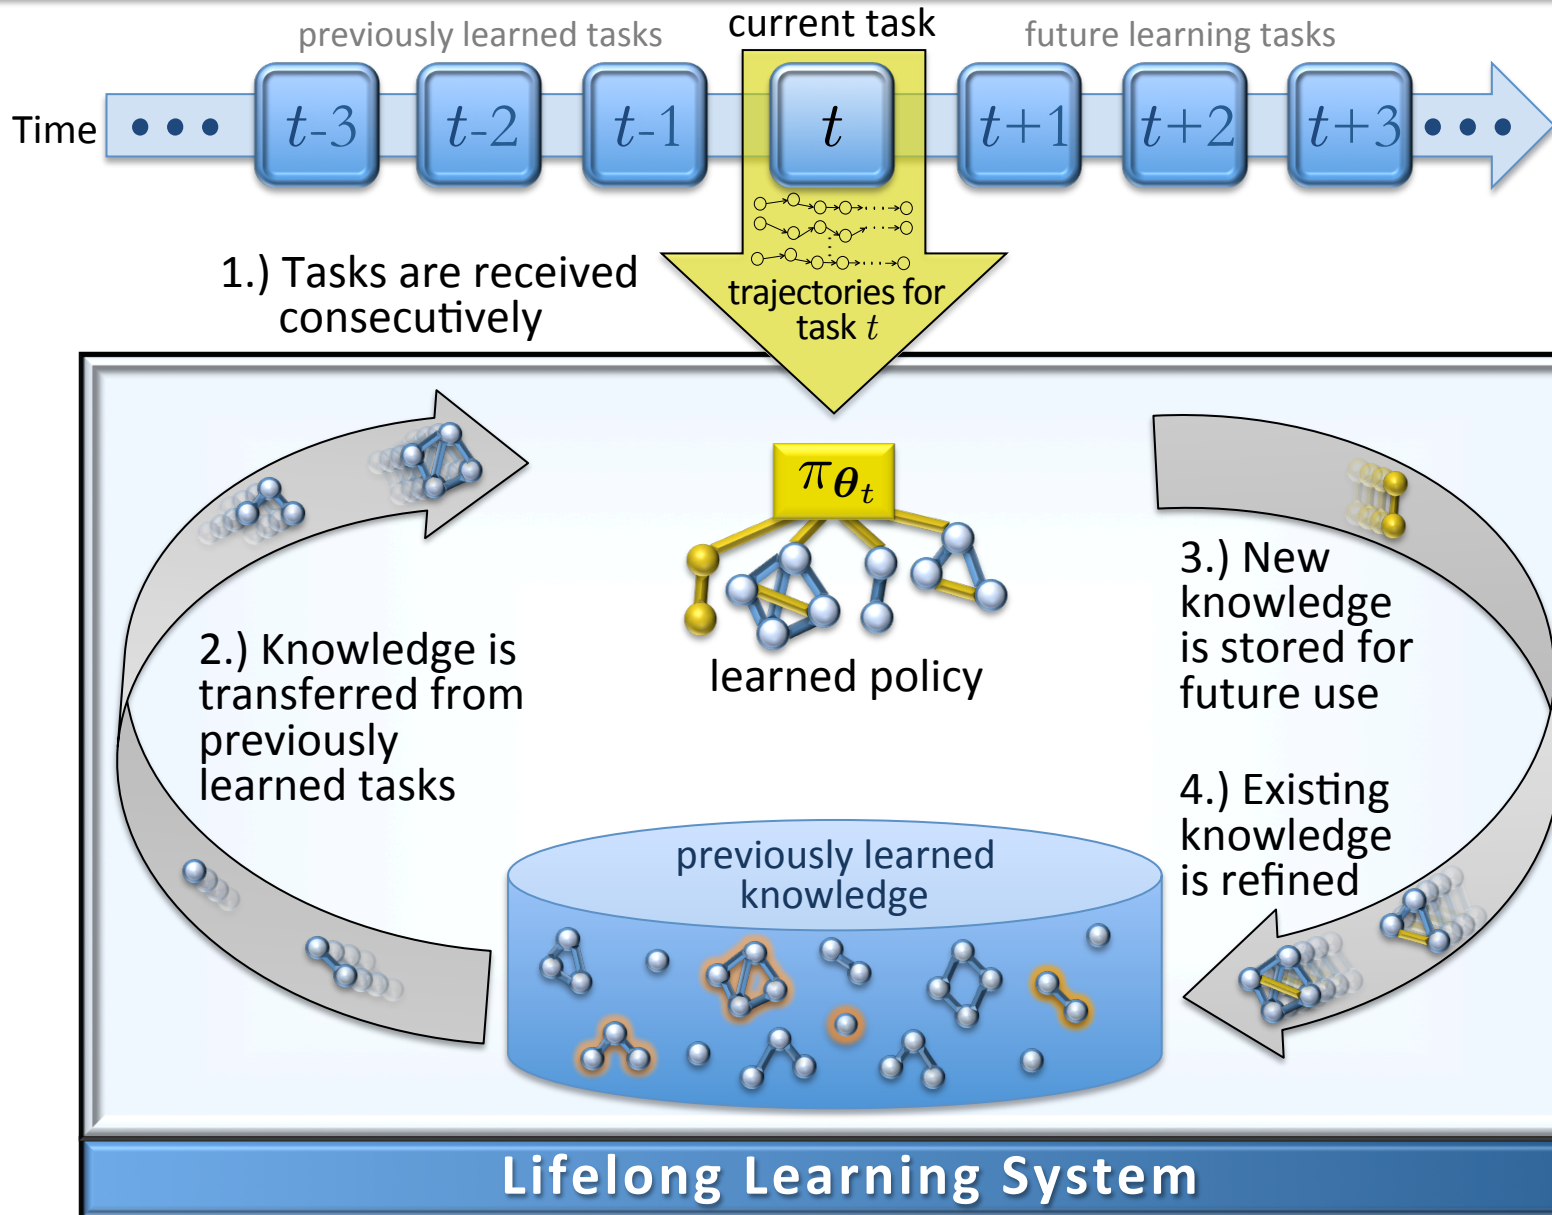 previously learned tasks
current task
future learning tasks
Time
• • •
t-3
t-2
t-1
t
t+1
t+2
t+3
• • •
1.) Tasks are received
consecutively
trajectories for
task t
π𝜽ₜ
learned policy
2.) Knowledge is
transferred from
previously
learned tasks
3.) New
knowledge
is stored for
future use
4.) Existing
knowledge
is refined
previously learned
knowledge
Lifelong Learning System